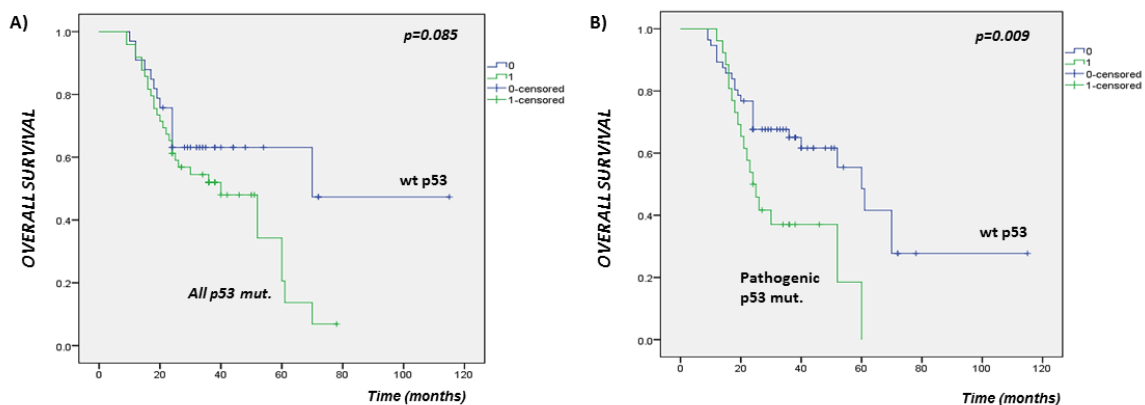 A)
p=0.085
0
1
0-censored
1-censored
OVERALL SURVIVAL
1.0
0.8
0.6
0.4
0.2
0.0
wt p53
All p53 mut.
0 20 40 60 80 100 120
Time (months)
B)
p=0.009
0
1
0-censored
1-censored
OVERALL SURVIVAL
1.0
0.8
0.6
0.4
0.2
0.0
wt p53
Pathogenic
p53 mut.
0 20 40 60 80 100 120
Time (months)